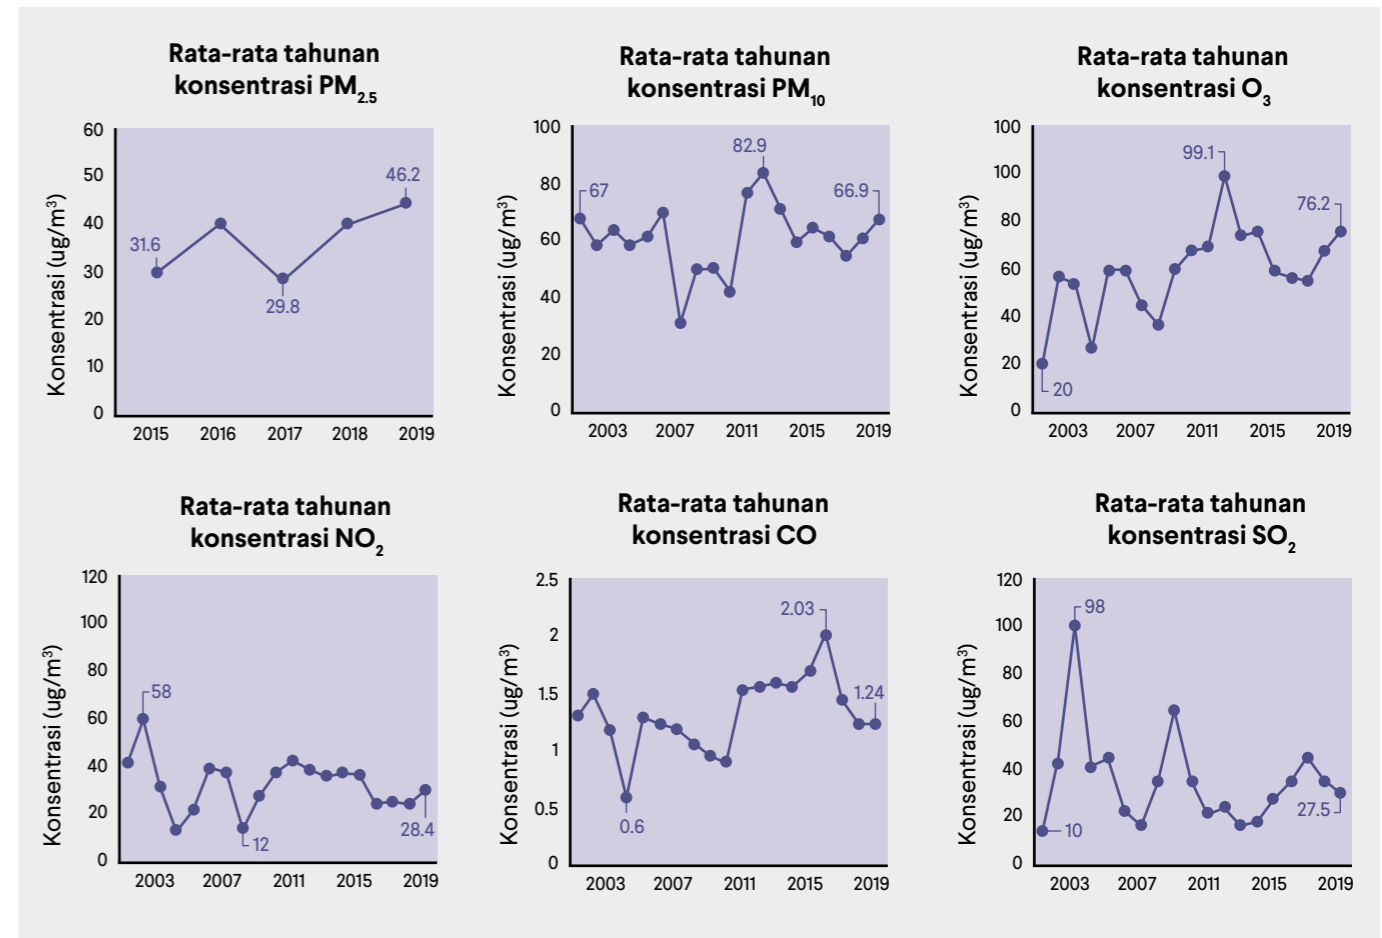 Rata-rata tahunan
konsentrasi PM2.5
60
50
40
30
20
10
0
Konsentrasi (ug/m³)
31.6
29.8
46.2
2015 2016 2017 2018 2019
Rata-rata tahunan
konsentrasi PM10
100
80
60
40
20
0
Konsentrasi (ug/m³)
67
82.9
66.9
2003 2007 2011 2015 2019
Rata-rata tahunan
konsentrasi O3
100
100
80
60
40
20
0
Konsentrasi (ug/m³)
20
99.1
76.2
2003 2007 2011 2015 2019
Rata-rata tahunan
konsentrasi NO2
120
100
80
60
40
20
0
Konsentrasi (ug/m³)
58
12
28.4
2003 2007 2011 2015 2019
Rata-rata tahunan
konsentrasi CO
2.5
2
1.5
1
0.5
0
Konsentrasi (ug/m³)
0.6
2.03
1.24
2003 2007 2011 2015 2019
Rata-rata tahunan
konsentrasi SO2
120
100
80
60
40
20
0
Konsentrasi (ug/m³)
10
98
27.5
2003 2007 2011 2015 2019